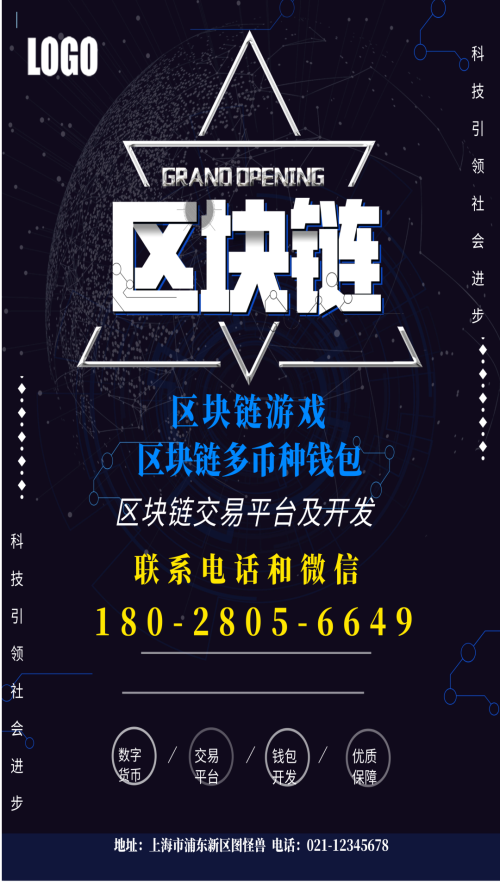 LOGO
科技引领社会进步
GRAND OPENING
区块链
区块链游戏
区块链多币种钱包
区块链交易平台及开发
联系电话和微信
180-2805-6649
科技引领社会进步
数字货币 / 交易平台 / 钱包开发 / 优质保障
地址：上海市浦东新区图怪兽 电话：021-12345678